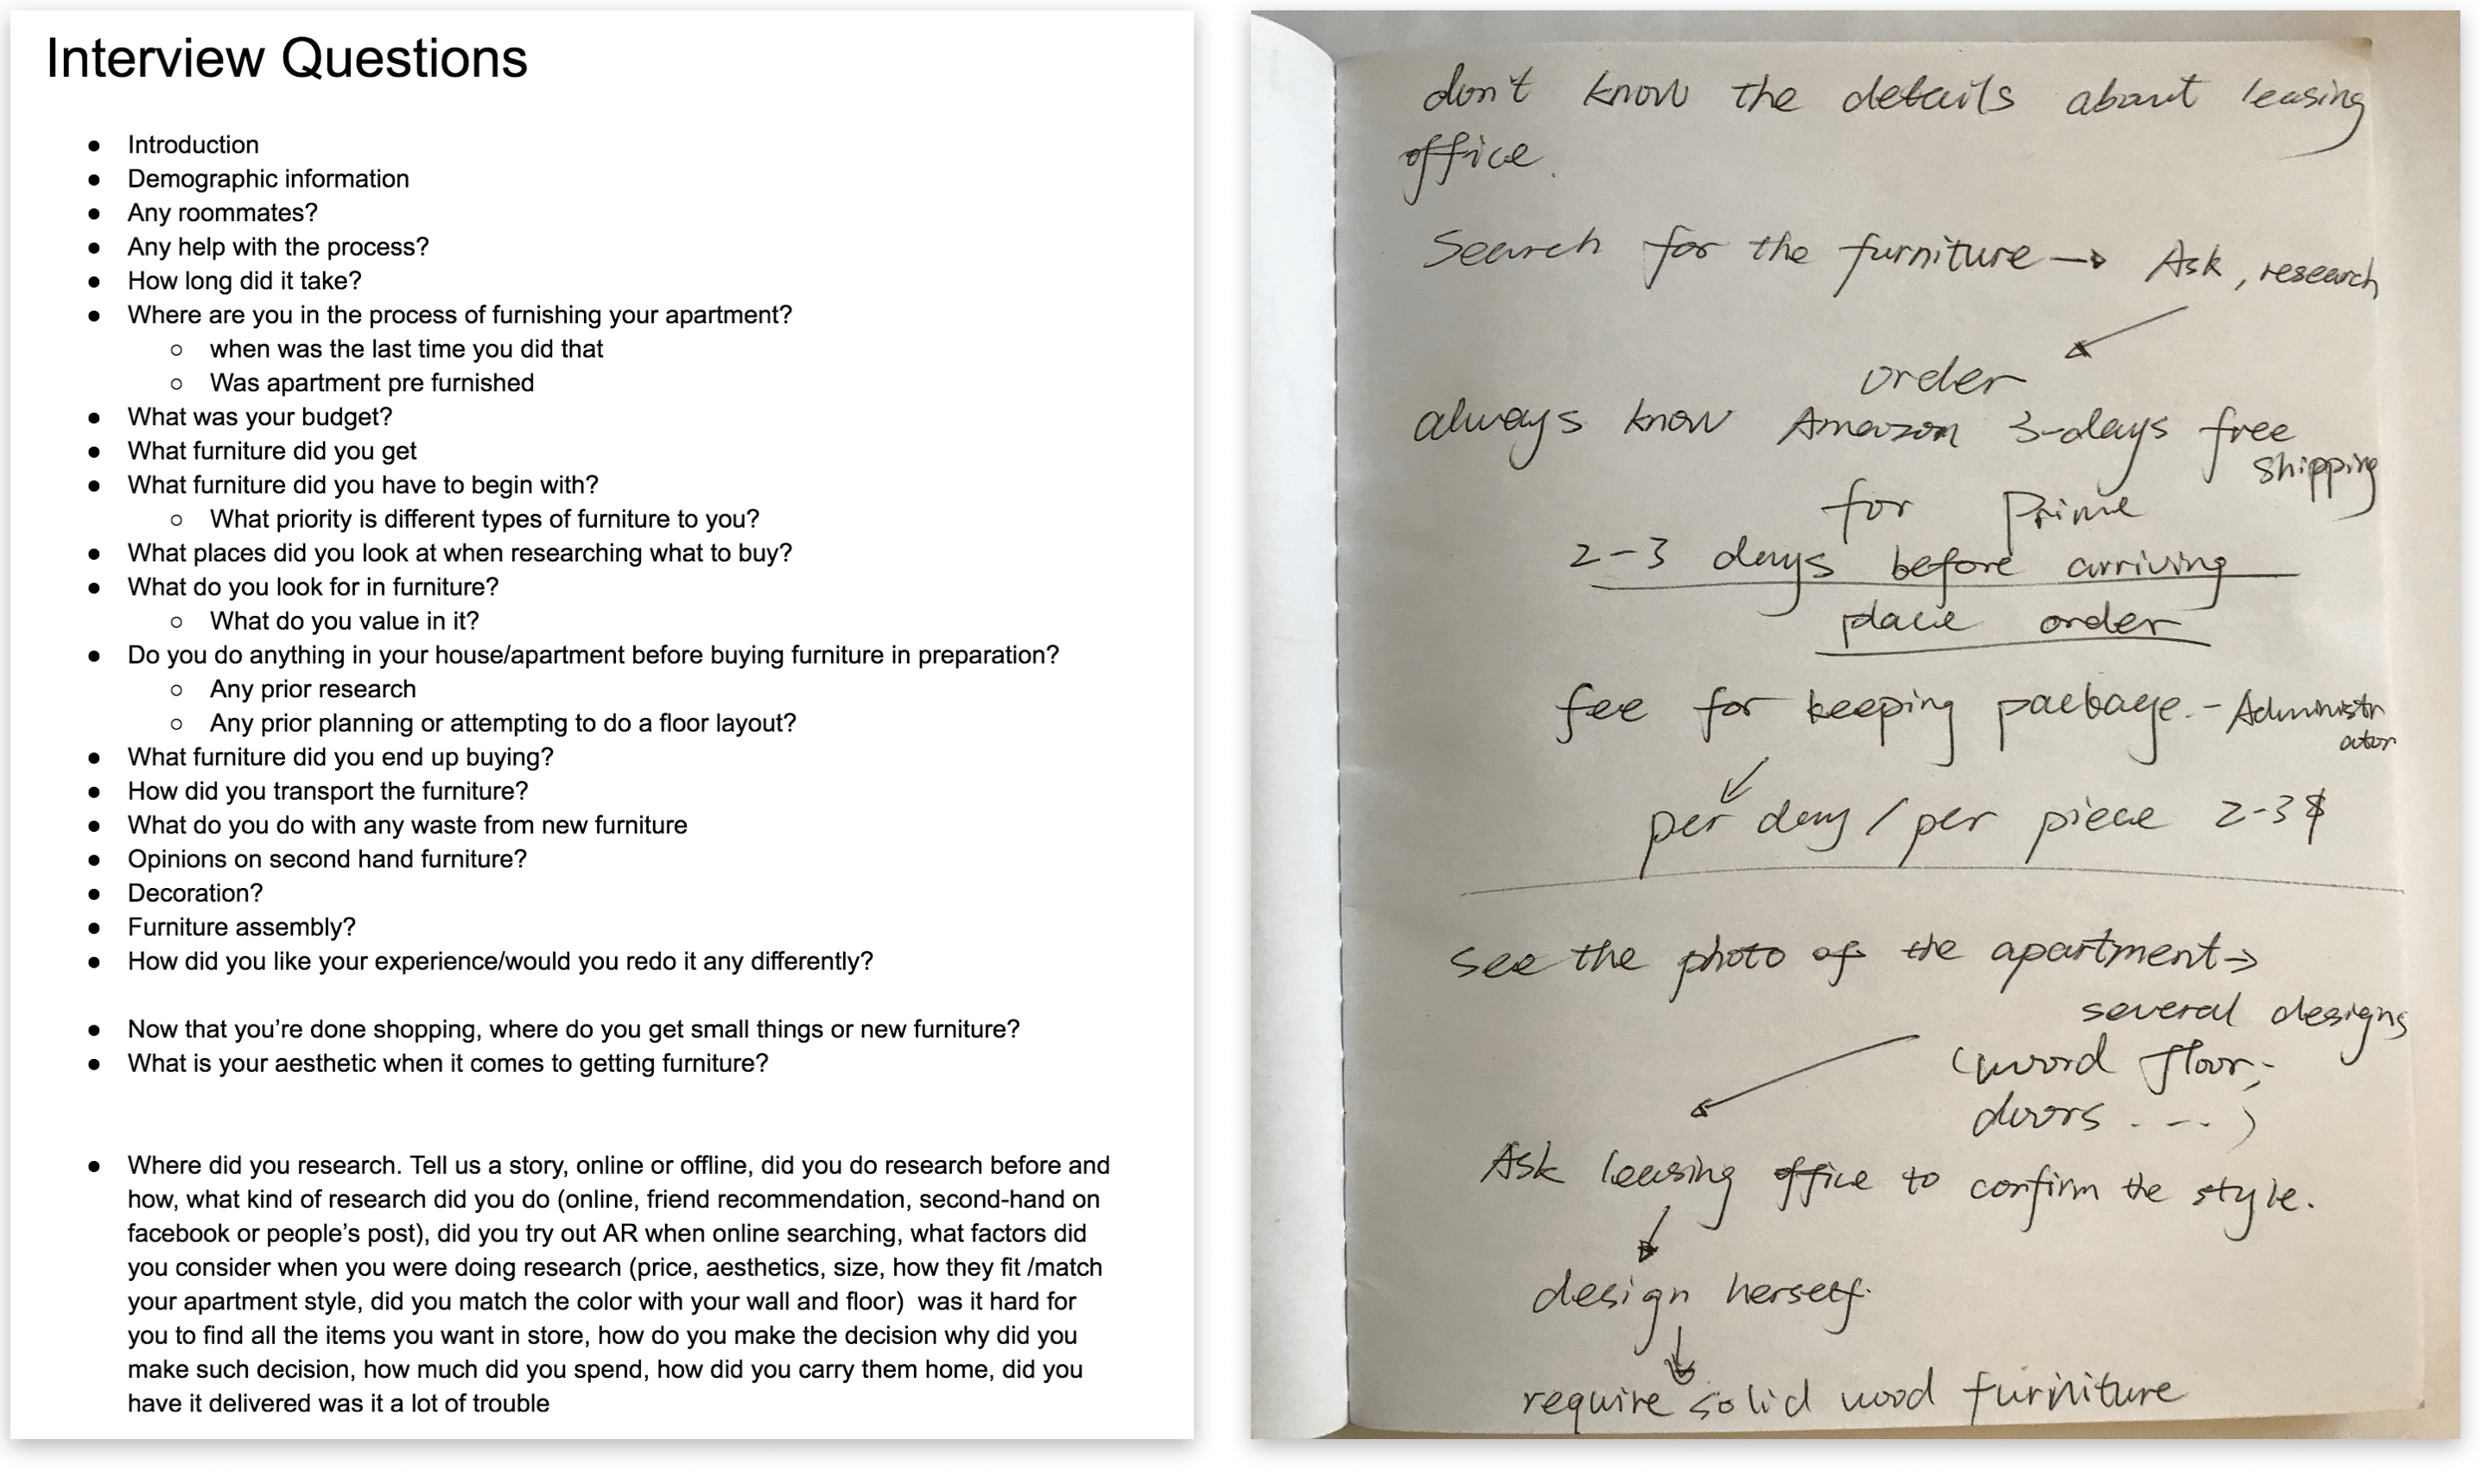 Interview Questions
● Introduction
● Demographic information
● Any roommates?
● Any help with the process?
● How long did it take?
● Where are you in the process of furnishing your apartment?
○ when was the last time you did that
○ Was apartment pre furnished
● What was your budget?
● What furniture did you get
● What furniture did you have to begin with?
○ What priority is different types of furniture to you?
● What places did you look at when researching what to buy?
● What do you look for in furniture?
○ What do you value in it?
● Do you do anything in your house/apartment before buying furniture in preparation?
○ Any prior research
○ Any prior planning or attempting to do a floor layout?
● What furniture did you end up buying?
● How did you transport the furniture?
● What do you do with any waste from new furniture
● Opinions on second hand furniture?
● Decoration?
● Furniture assembly?
● How did you like your experience/would you redo it any differently?
● Now that you’re done shopping, where do you get small things or new furniture?
● What is your aesthetic when it comes to getting furniture?
● Where did you research. Tell us a story, online or offline, did you do research before and
how, what kind of research did you do (online, friend recommendation, second-hand on
facebook or people’s post), did you try out AR when online searching, what factors did
you consider when you were doing research (price, aesthetics, size, how they fit /match
your apartment style, did you match the color with your wall and floor)  was it hard for
you to find all the items you want in store, how do you make the decision why did you
make such decision, how much did you spend, how did you carry them home, did you
have it delivered was it a lot of trouble
don't know the details about leasing
office.
Search for the furniture → Ask, research
order
always know Amazon 3-days free
shipping
for Prime
2-3 days before arriving
place order
fee for keeping package. - Administr
ator
per day / per piece 2-3$
see the photo of the apartment →
several designs
(wood floor,
doors ....)
Ask leasing office to confirm the style.
design herself.
require solid wood furniture